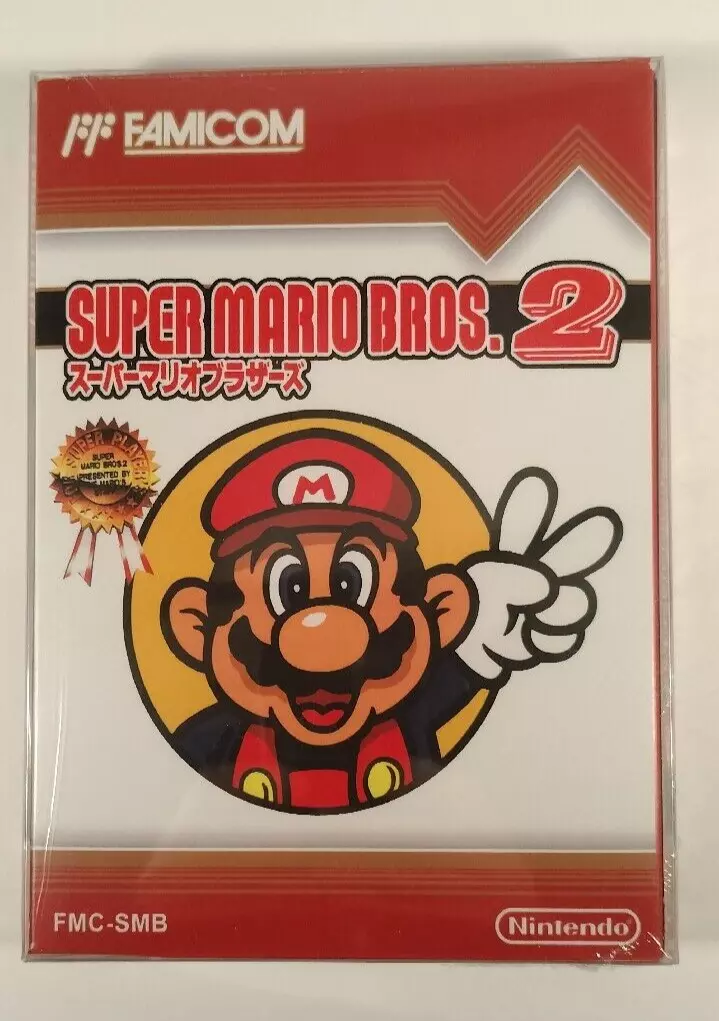 FAMICOM
SUPER MARIO BROS. 2
スーパーマリオブラザーズ
SUPER PLAYER
SUPER
MARIO BROS.2
PRESENTED BY
M
FMC-SMB
Nintendo